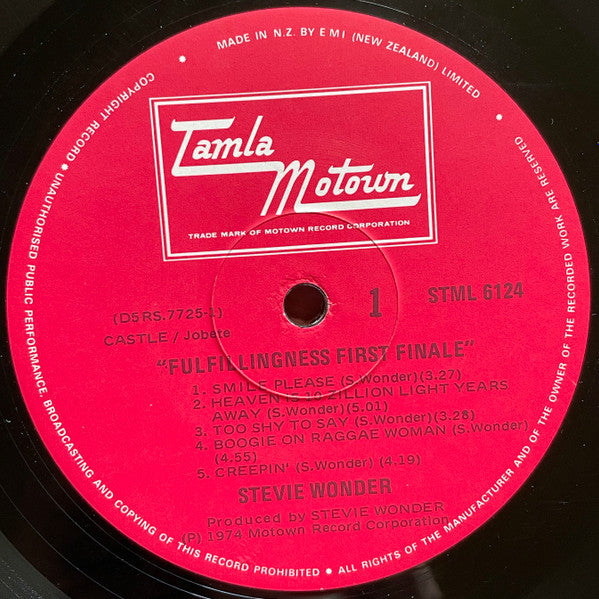 MADE IN N.Z. BY EMI (NEW ZEALAND) LIMITED
Tamla
Motown
TRADE MARK OF MOTOWN RECORD CORPORATION
(D5RS.7725-1)
CASTLE / Jobete
1
STML 6124
"FULFILLINGNESS FIRST FINALE"
1. SMILE PLEASE (S.Wonder)(3.27)
2. HEAVEN IS 10 ZILLION LIGHT YEARS
AWAY (S.Wonder)(5.01)
3. TOO SHY TO SAY (S.Wonder)(3.28)
4. BOOGIE ON RAGGAE WOMAN (S.Wonder)
(4.55)
5. CREEPIN' (S.Wonder) (4.19)
STEVIE WONDER
Produced by STEVIE WONDER
(P) 1974 Motown Record Corporation
ALL RIGHTS OF THE MANUFACTURER AND OF THE OWNER OF THE RECORDED WORK ARE RESERVED
UNAUTHORISED PUBLIC PERFORMANCE, BROADCASTING AND COPYING OF THIS RECORD PROHIBITED
COPYRIGHT RECORD